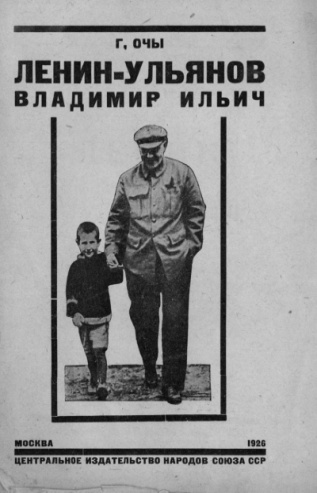 Г, ОЧЫ
ЛЕНИН-УЛЬЯНОВ
ВЛАДИМИР ИЛЬИЧ
МОСКВА 1926
ЦЕНТРАЛЬНОЕ ИЗДАТЕЛЬСТВО НАРОДОВ СОЮЗА ССР